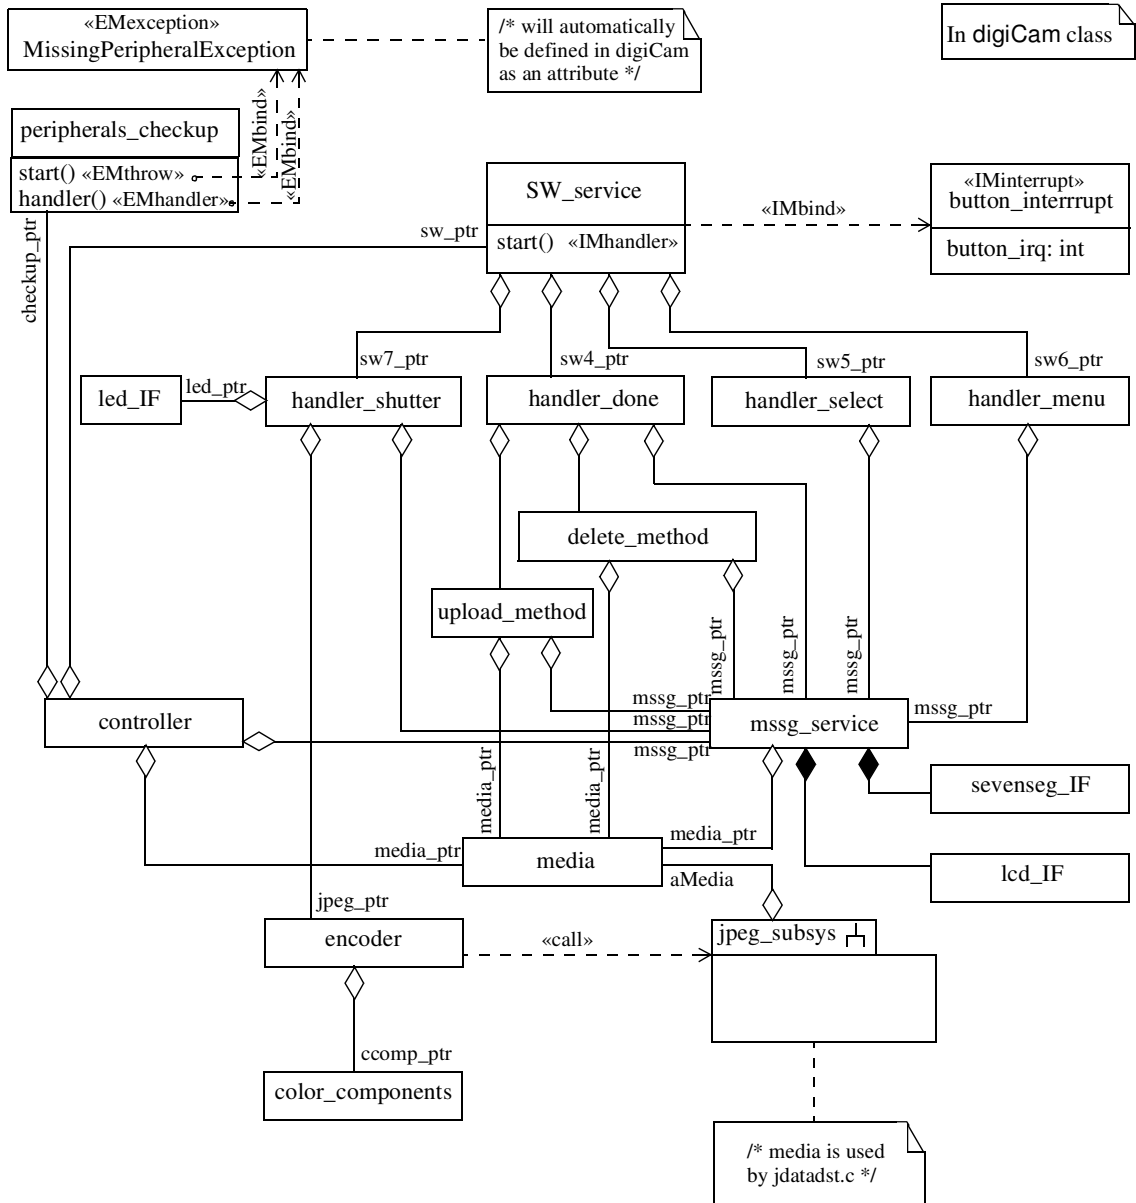 «EMexception»
MissingPeripheralException
/* will automatically
be defined in digiCam
as an attribute */
In digiCam class
peripherals_checkup
start() «EMthrow»
handler() «EMhandler»
«EMbind»
«EMbind»
checkup_ptr
sw_ptr
SW_service
start() «IMhandler»
«IMbind»
«IMinterrupt»
button_interrrupt
button_irq: int
sw7_ptr
sw4_ptr
sw5_ptr
sw6_ptr
led_IF
led_ptr
handler_shutter
handler_done
handler_select
handler_menu
delete_method
upload_method
mssg_ptr
mssg_ptr
mssg_ptr
mssg_ptr
mssg_ptr
mssg_ptr
mssg_ptr
controller
mssg_service
sevenseg_IF
media_ptr
media_ptr
media_ptr
media_ptr
media
aMedia
lcd_IF
jpeg_ptr
encoder
«call»
jpeg_subsys
ccomp_ptr
color_components
/* media is used
by jdatadst.c */